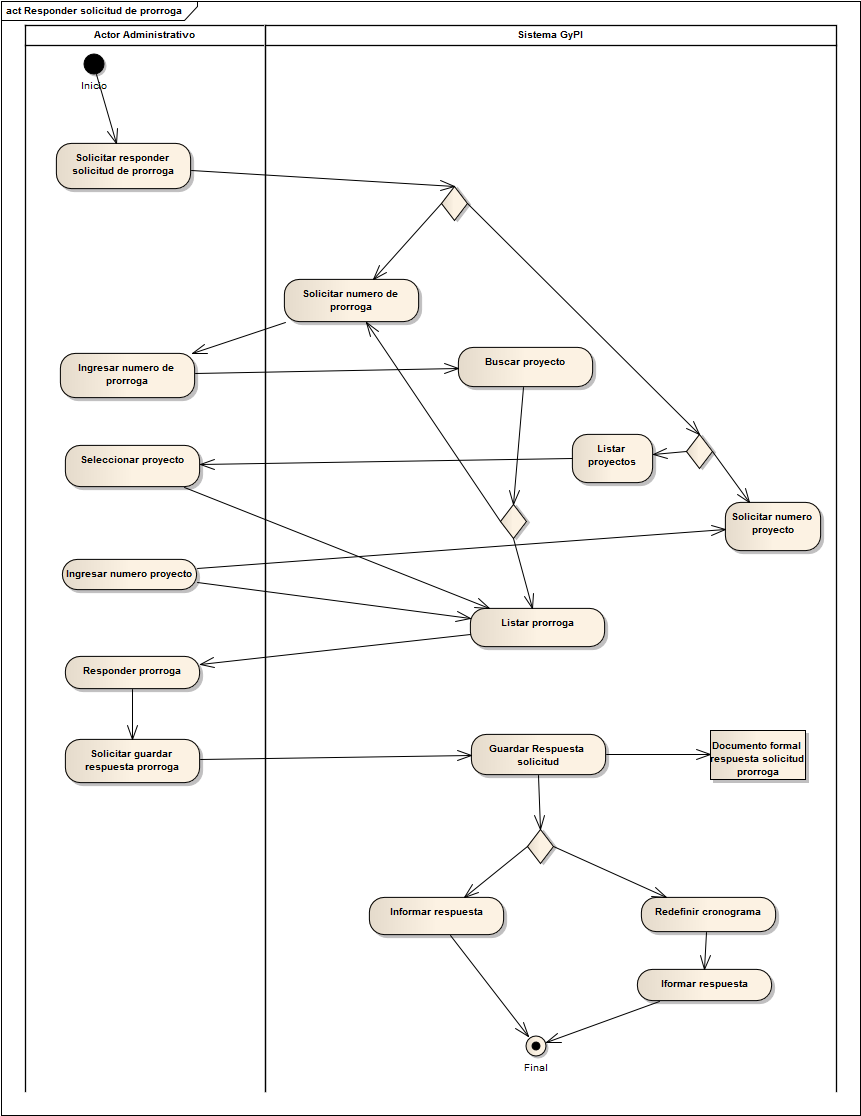 act Responder solicitud de prorroga
Actor Administrativo
Sistema GyPI
Inicio
Solicitar responder
solicitud de prorroga
Solicitar numero de
prorroga
Ingresar numero de
prorroga
Buscar proyecto
Seleccionar proyecto
Listar
proyectos
Solicitar numero
proyecto
Ingresar numero proyecto
Listar prorroga
Responder prorroga
Solicitar guardar
respuesta prorroga
Guardar Respuesta
solicitud
Documento formal
respuesta solicitud
prorroga
Informar respuesta
Redefinir cronograma
Iformar respuesta
Final